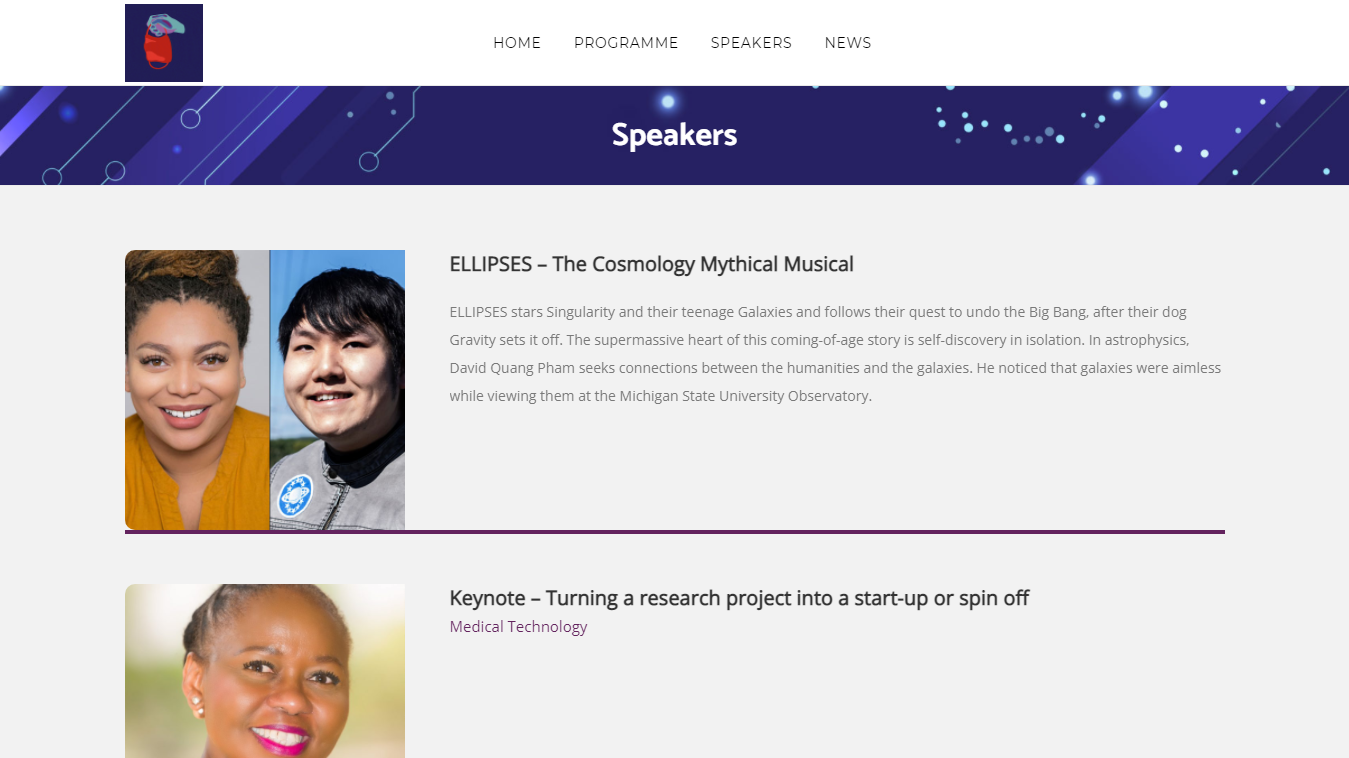 HOME PROGRAMME SPEAKERS NEWS
Speakers
ELLIPSES – The Cosmology Mythical Musical
ELLIPSES stars Singularity and their teenage Galaxies and follows their quest to undo the Big Bang, after their dog
Gravity sets it off. The supermassive heart of this coming-of-age story is self-discovery in isolation. In astrophysics,
David Quang Pham seeks connections between the humanities and the galaxies. He noticed that galaxies were aimless
while viewing them at the Michigan State University Observatory.
Keynote – Turning a research project into a start-up or spin off
Medical Technology